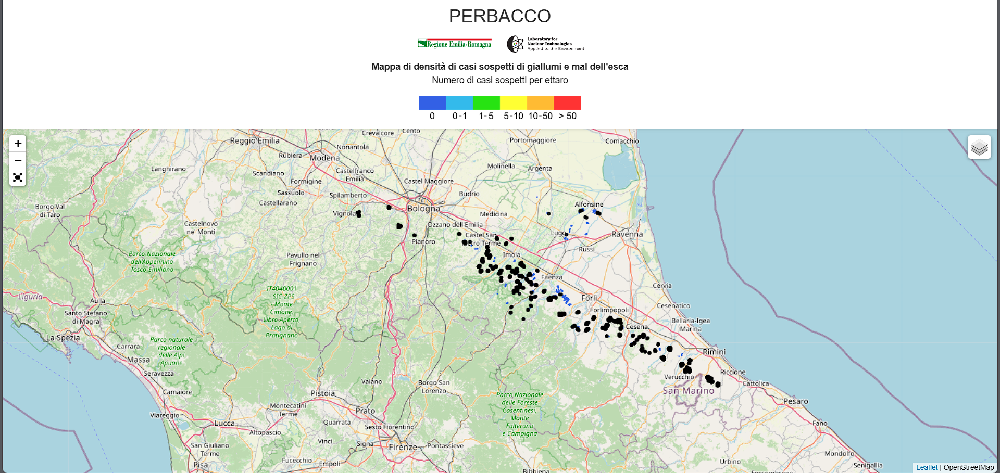 PERBACCO
Regione Emilia-Romagna
Laboratory for
Nuclear Technologies
Applied to the Environment
Mappa di densità di casi sospetti di giallumi e mal dell’esca
Numero di casi sospetti per ettaro
0 0-1 1-5 5-10 10-50 > 50
+
−
Crevalcore
Cento
Reggio Emilia
Portomaggiore
Comacchio
Nonantola
Rubiera
Modena
Langhirano
Scandiano
Castelfranco
Emilia
Molinella
Argenta
Formigine
Castel Maggiore
Sassuolo
Spilamberto
Budrio
Castellarano
Borgo Val
di Taro
Bologna
Alfonsine
Vignola
Medicina
Castelnovo
ne' Monti
Ozzano dell'Emilia
Lugo
Ravenna
Castel San
Pietro Terme
Pianoro
Russi
Parco Nazionale
dell'Appennino
Tosco-Emiliano
Pavullo nel
Frignano
Imola
Faenza
Cervia
IT4040001
- SIC-ZPS
- Monte
Cimone,
Libro Aperto,
Lago di
Pratignano
Liguria
Aulla
Forlì
Cesenatico
Forlimpopoli
Santo Stefano
di Magra
Bellaria-Igea
Marina
Cesena
La Spezia
Parco naturale
regionale
delle Alpi
Apuane
Carrara
Massa
Rimini
Seravezza
Riccione
Verucchio
Vaiano
Borgo San
Lorenzo
Cattolica
San Marino
Camaiore
Pistoia
Parco Nazionale
delle Foreste
Casentinesi,
Monte
Falterona
e Campigna
Pesaro
Montecatini
Terme
Prato
Viareggio
Lucca
Quarrata
Fano
Altopascio
Sesto Fiorentino
Vinci
Signa
Firenze
Pontassieve
San Giuliano
Terme
Mondolfo
Fucecchio
Empoli
Pisa
Urbino
Senigallia
Bibbiena
Fossombrone
Leaflet | OpenStreetMap